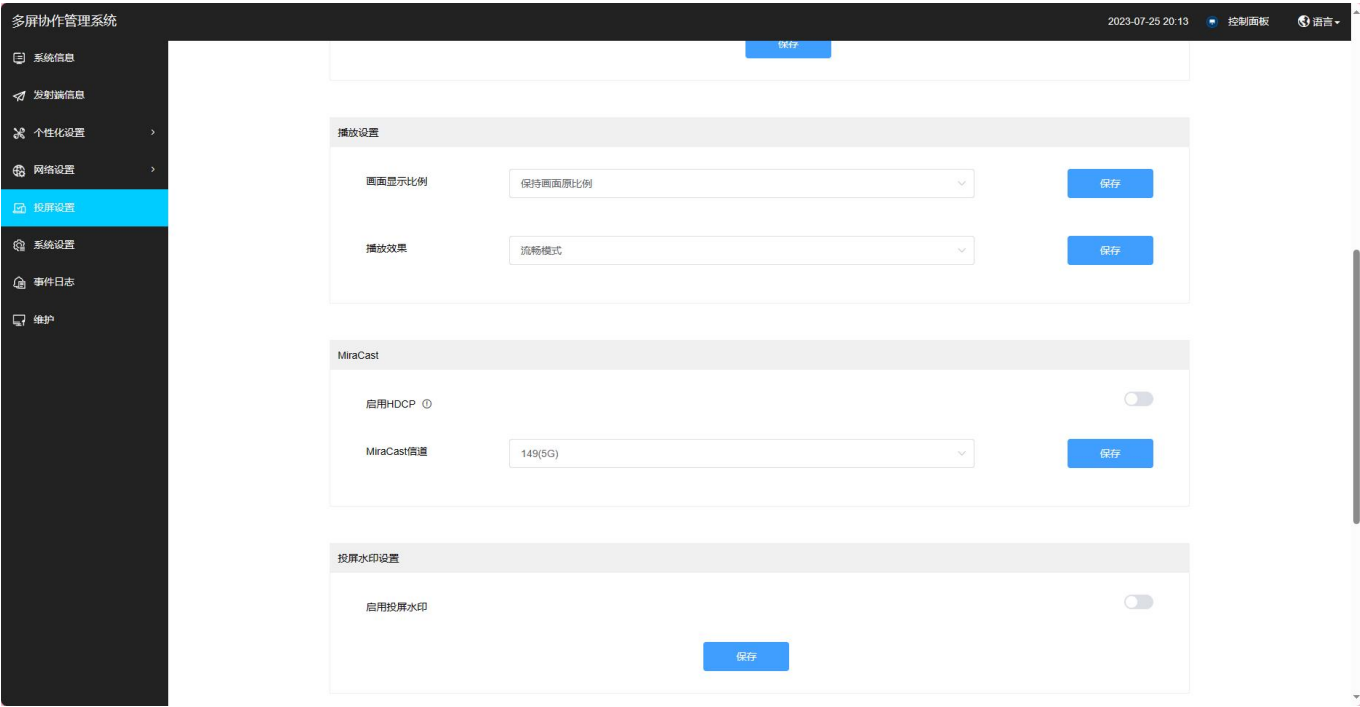 多屏协作管理系统
2023-07-25 20:13 控制面板 语言
系统信息
发射端信息
个性化设置
网络设置
投屏设置
系统设置
事件日志
维护
保存
播放设置
画面显示比例 保持画面原比例 保存
播放效果 流畅模式 保存
MiraCast
启用HDCP
MiraCast信道 149(5G) 保存
投屏水印设置
启用投屏水印
保存